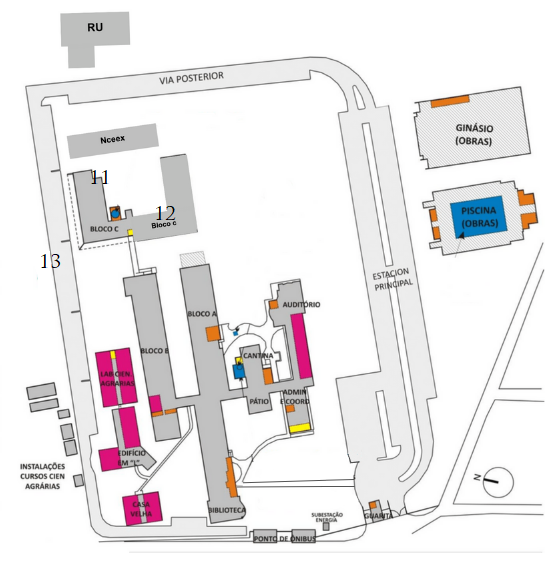 RU
VIA POSTERIOR
GINÁSIO
(OBRAS)
Nceex
11
12
BLOCO C
Bloco c
PISCINA
(OBRAS)
13
ESTACION
PRINCIPAL
AUDITÓRIO
BLOCO A
BLOCO B
CANTINA
LAB CIEN
AGRÁRIAS
PÁTIO
ADMIN
E COORD
EDIFÍCIO
EM "L"
INSTALAÇÕES
CURSOS CIEN
AGRÁRIAS
N
CASA
VELHA
BIBLIOTECA
SUBESTAÇÃO
ENERGIA
GUARITA
PONTO DE ÔNIBUS